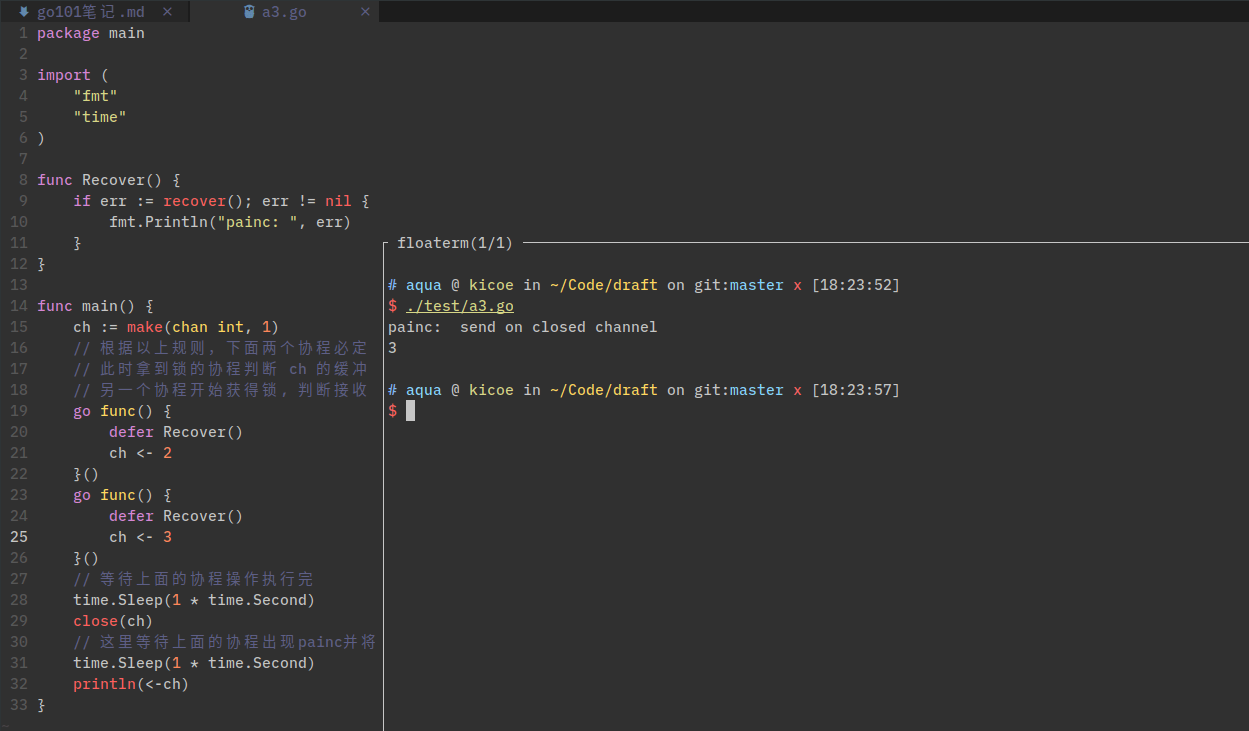 go101笔记.md × a3.go ×
1 package main
2
3 import (
4 "fmt"
5 "time"
6 )
7
8 func Recover() {
9 if err := recover(); err != nil {
10 fmt.Println("painc: ", err)
11 }
12 }
13
14 func main() {
15 ch := make(chan int, 1)
16 // 根据以上规则，下面两个协程必定
17 // 此时拿到锁的协程判断 ch 的缓冲
18 // 另一个协程开始获得锁，判断接收
19 go func() {
20 defer Recover()
21 ch <- 2
22 }()
23 go func() {
24 defer Recover()
25 ch <- 3
26 }()
27 // 等待上面的协程操作执行完
28 time.Sleep(1 * time.Second)
29 close(ch)
30 // 这里等待上面的协程出现painc并将
31 time.Sleep(1 * time.Second)
32 println(<-ch)
33 }
~
floaterm(1/1)
# aqua @ kicoe in ~/Code/draft on git:master x [18:23:52]
$ ./test/a3.go
painc:  send on closed channel
3
# aqua @ kicoe in ~/Code/draft on git:master x [18:23:57]
$